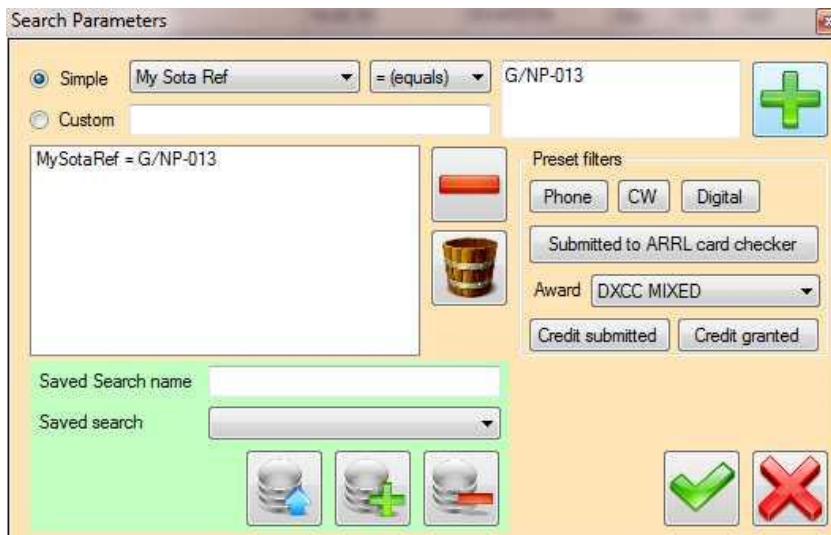 Search Parameters
Simple
My Sota Ref
= (equals)
G/NP-013
Custom
MySotaRef = G/NP-013
Preset filters
Phone
CW
Digital
Submitted to ARRL card checker
Award
DXCC MIXED
Credit submitted
Credit granted
Saved Search name
Saved search